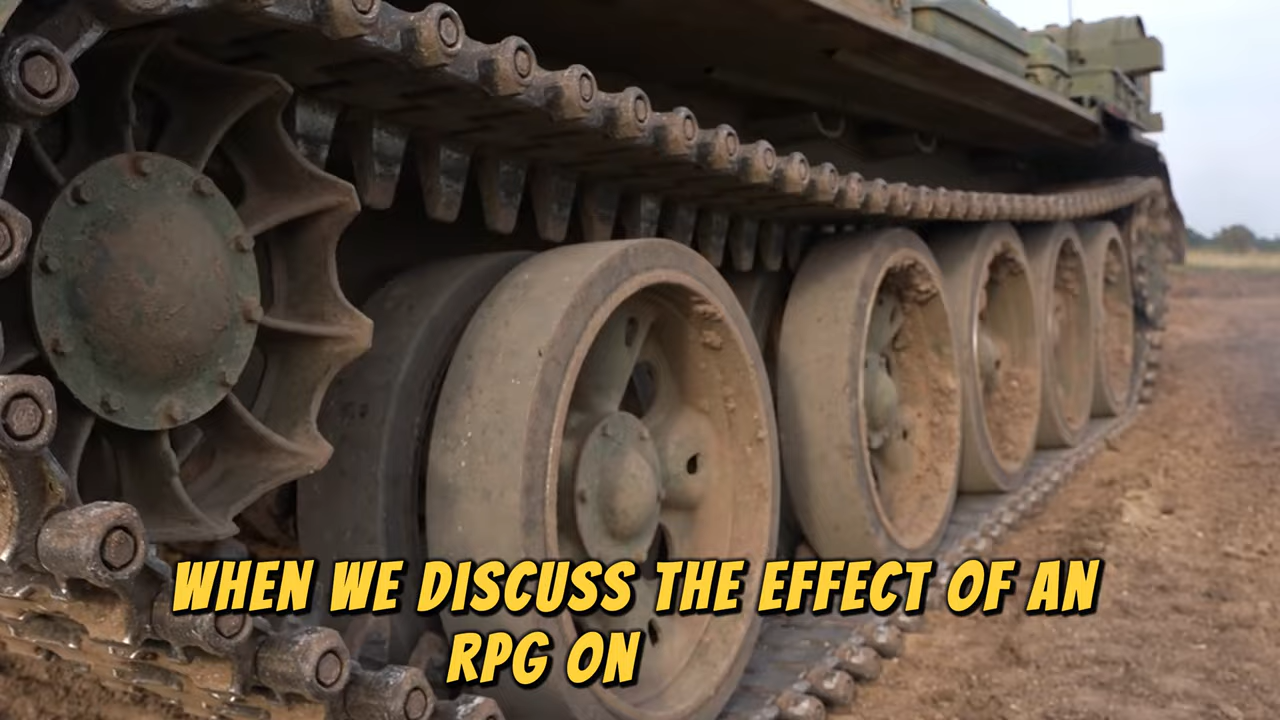 WHEN WE DISCUSS THE EFFECT OF AN
RPG ON